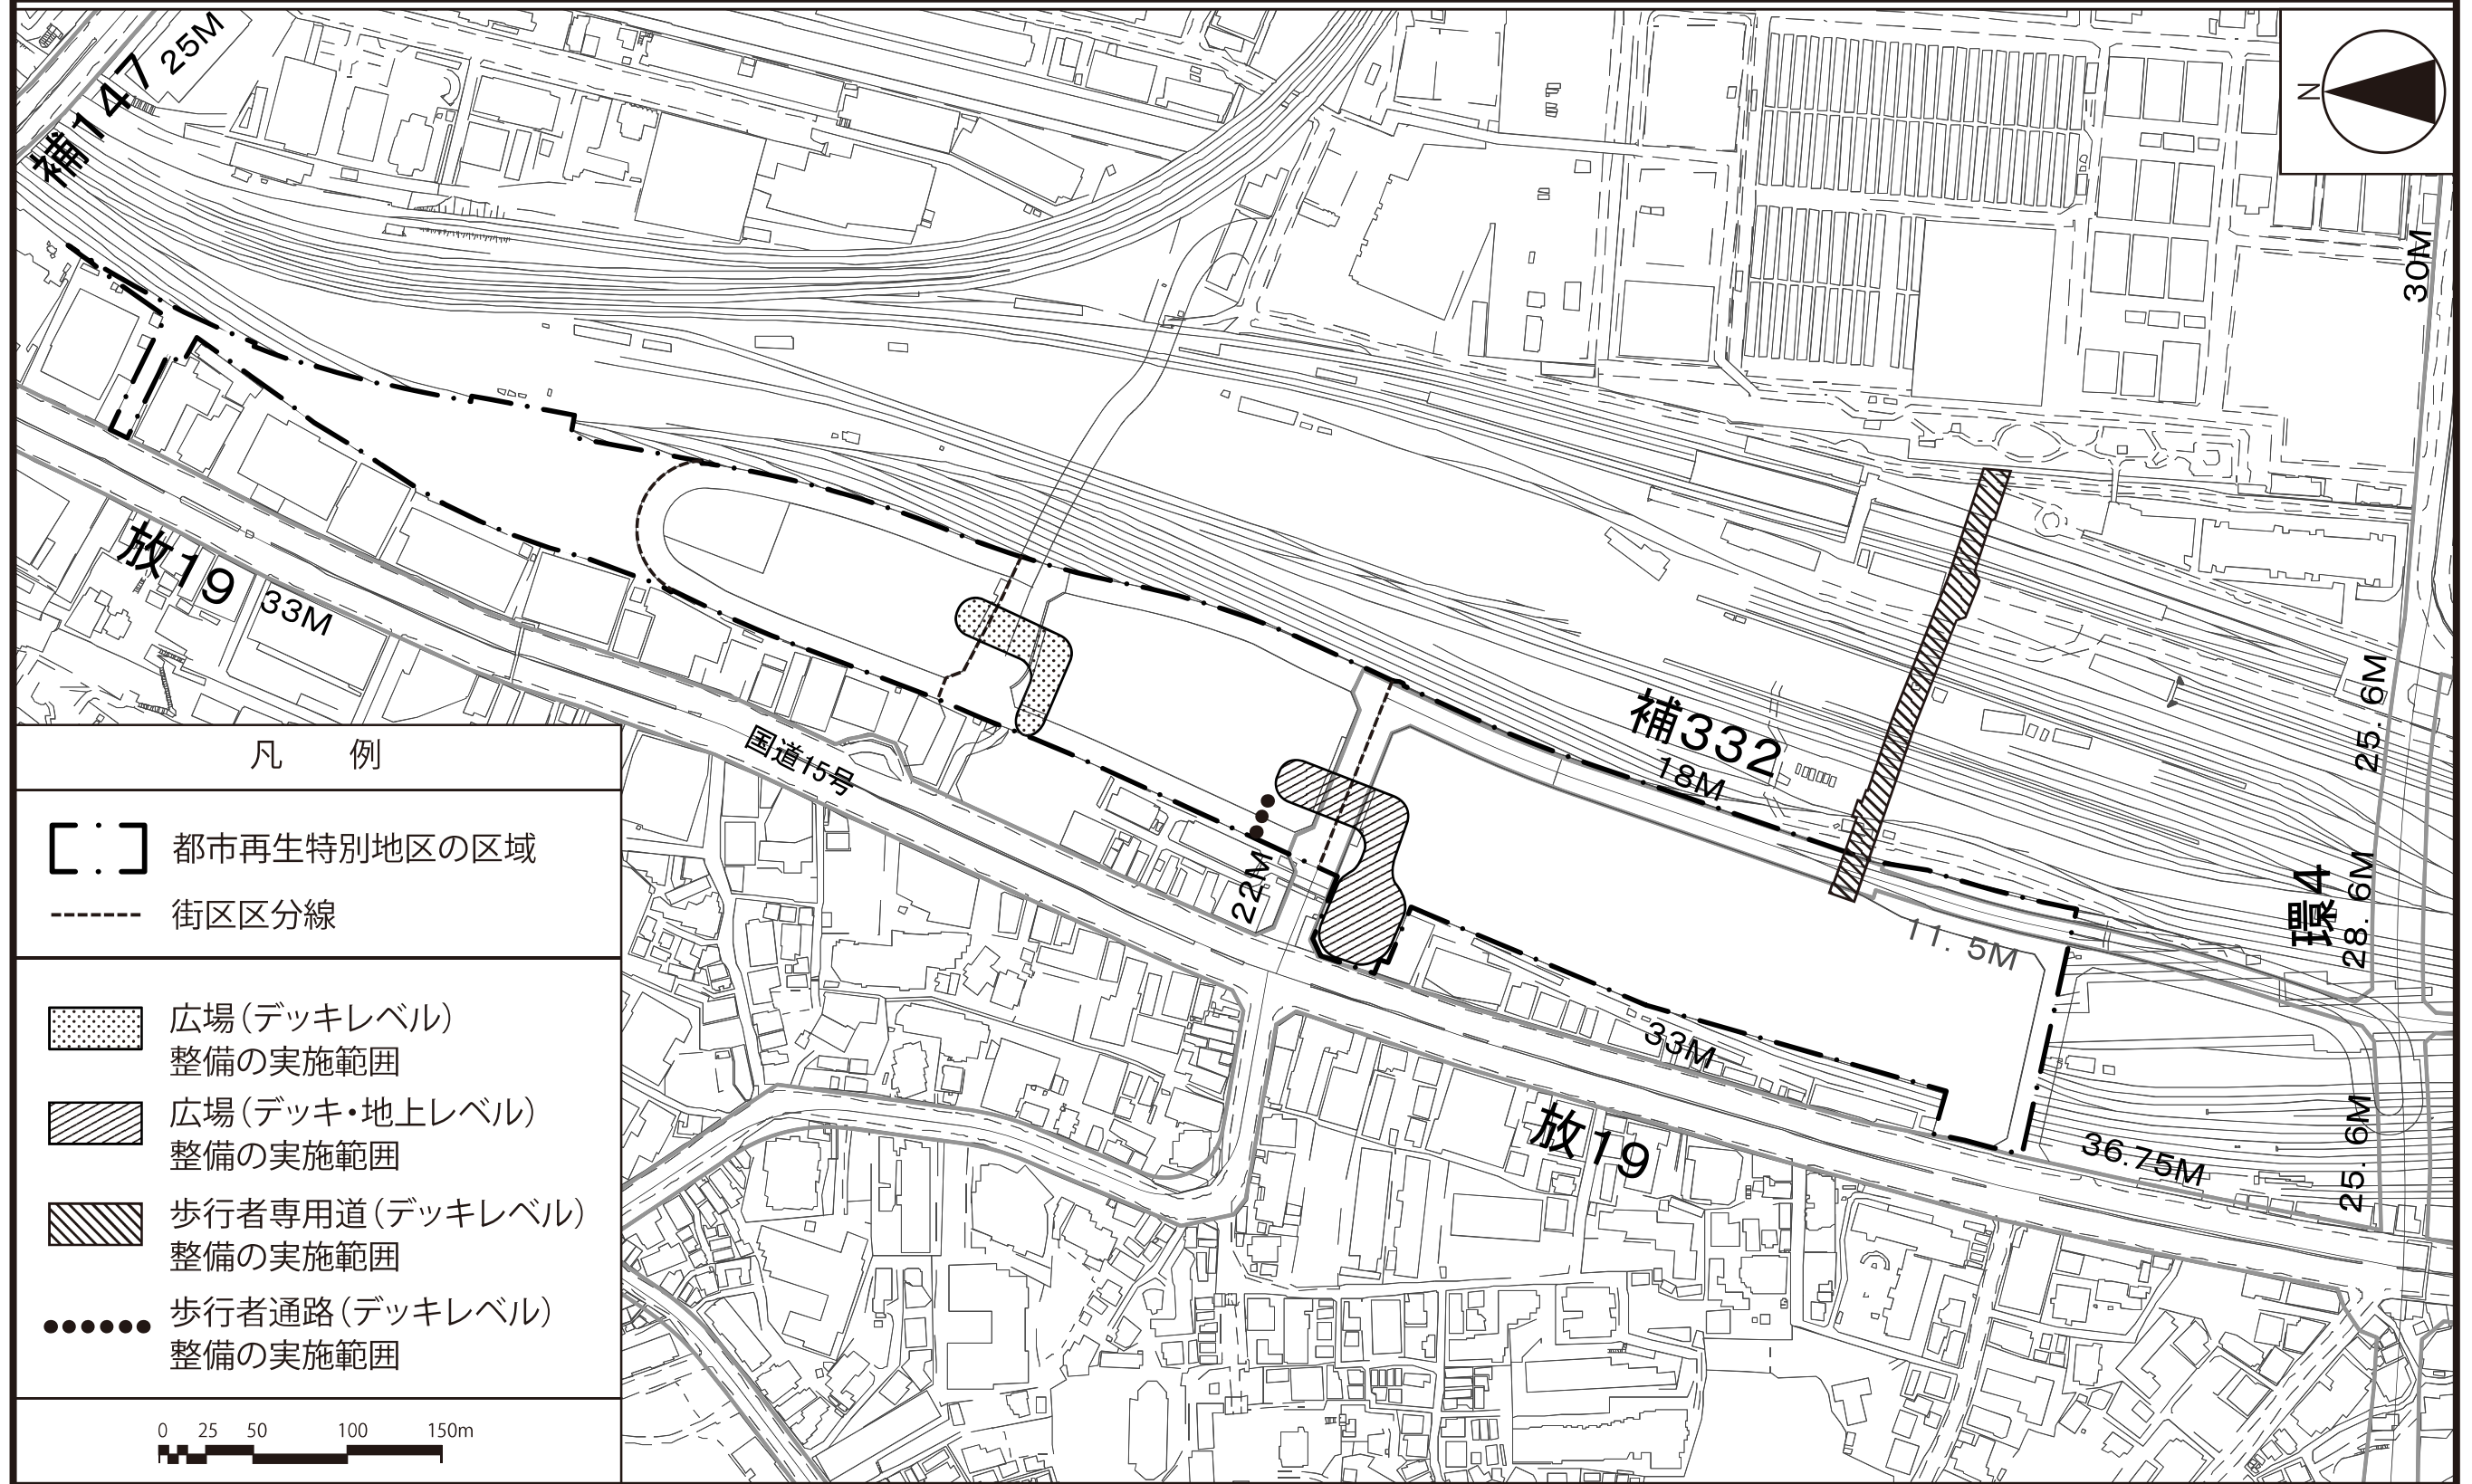 補147 25M
N
30M
放19 33M
国道15号
補332
18M
22M
25.6M
環4
28.6M
11.5M
33M
放19
36.75M
25.6M
凡　例
都市再生特別地区の区域
街区区分線
広場(デッキレベル)
整備の実施範囲
広場(デッキ・地上レベル)
整備の実施範囲
歩行者専用道(デッキレベル)
整備の実施範囲
歩行者通路(デッキレベル)
整備の実施範囲
0 25 50 100 150m